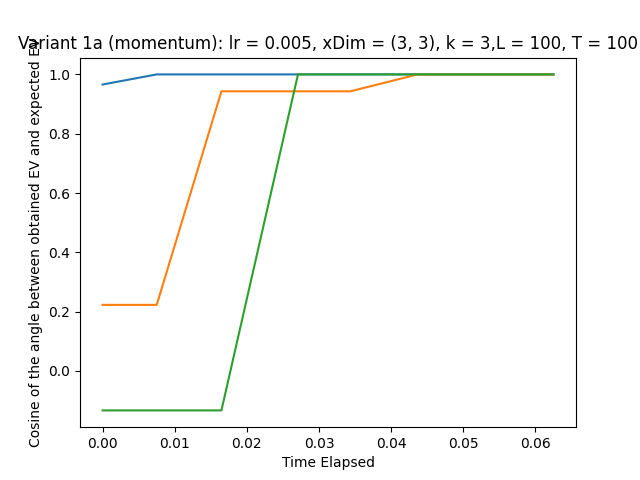 Variant 1a (momentum): lr = 0.005, xDim = (3, 3), k = 3,L = 100, T = 100
Cosine of the angle between obtained EV and expected EV
1.0
0.8
0.6
0.4
0.2
0.0
0.00 0.01 0.02 0.03 0.04 0.05 0.06
Time Elapsed